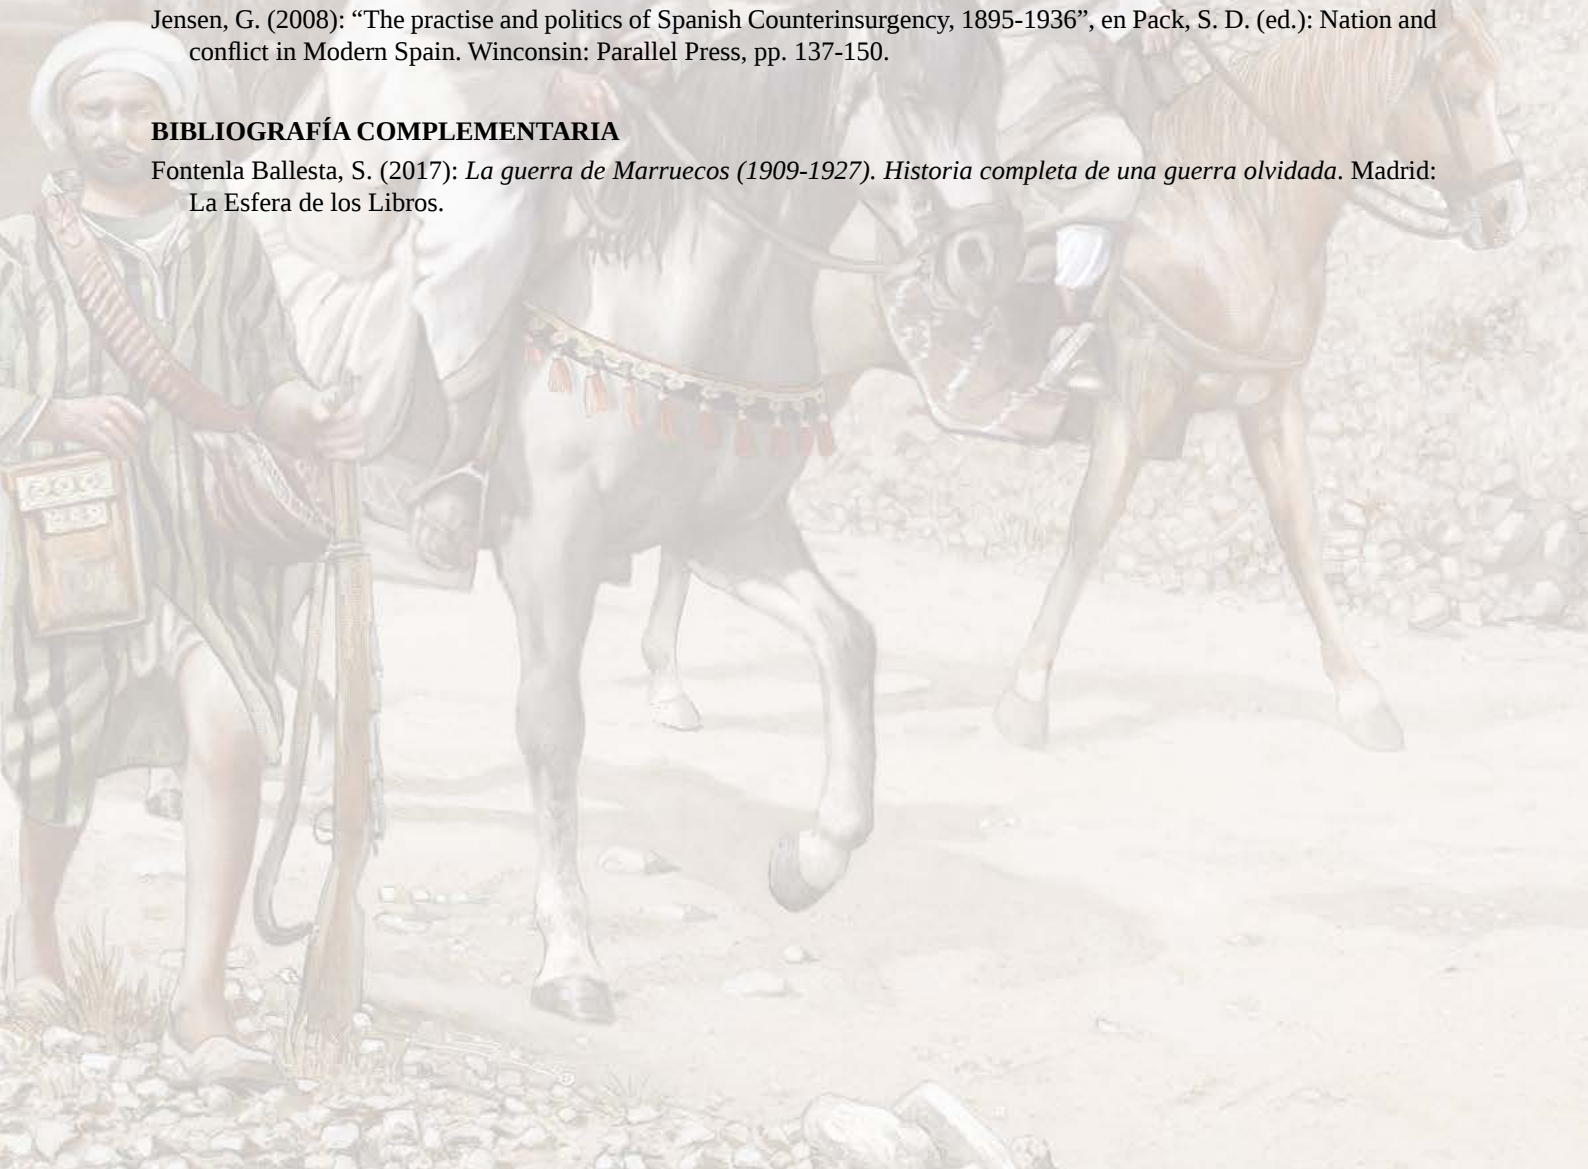 Jensen, G. (2008): “The practise and politics of Spanish Counterinsurgency, 1895-1936”, en Pack, S. D. (ed.): Nation and
conflict in Modern Spain. Winconsin: Parallel Press, pp. 137-150.
BIBLIOGRAFÍA COMPLEMENTARIA
Fontenla Ballesta, S. (2017): La guerra de Marruecos (1909-1927). Historia completa de una guerra olvidada. Madrid:
La Esfera de los Libros.